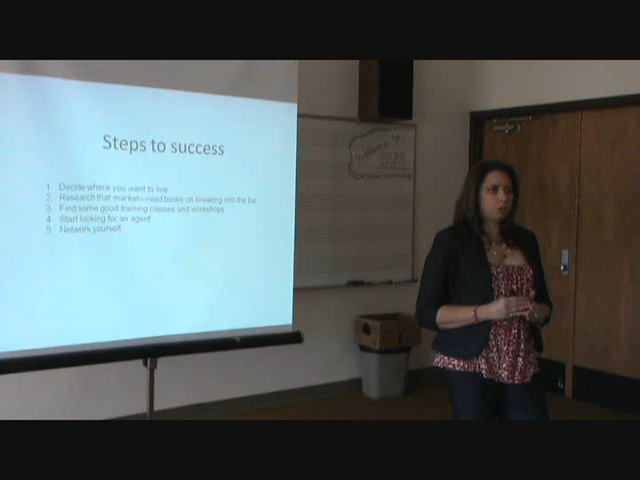 Steps to success
1 Decide where you want to live
2 Research that market—read books on breaking into the biz
3 Find some good training classes and workshops
4 Start looking for an agent
5 Network yourself
Welcome to